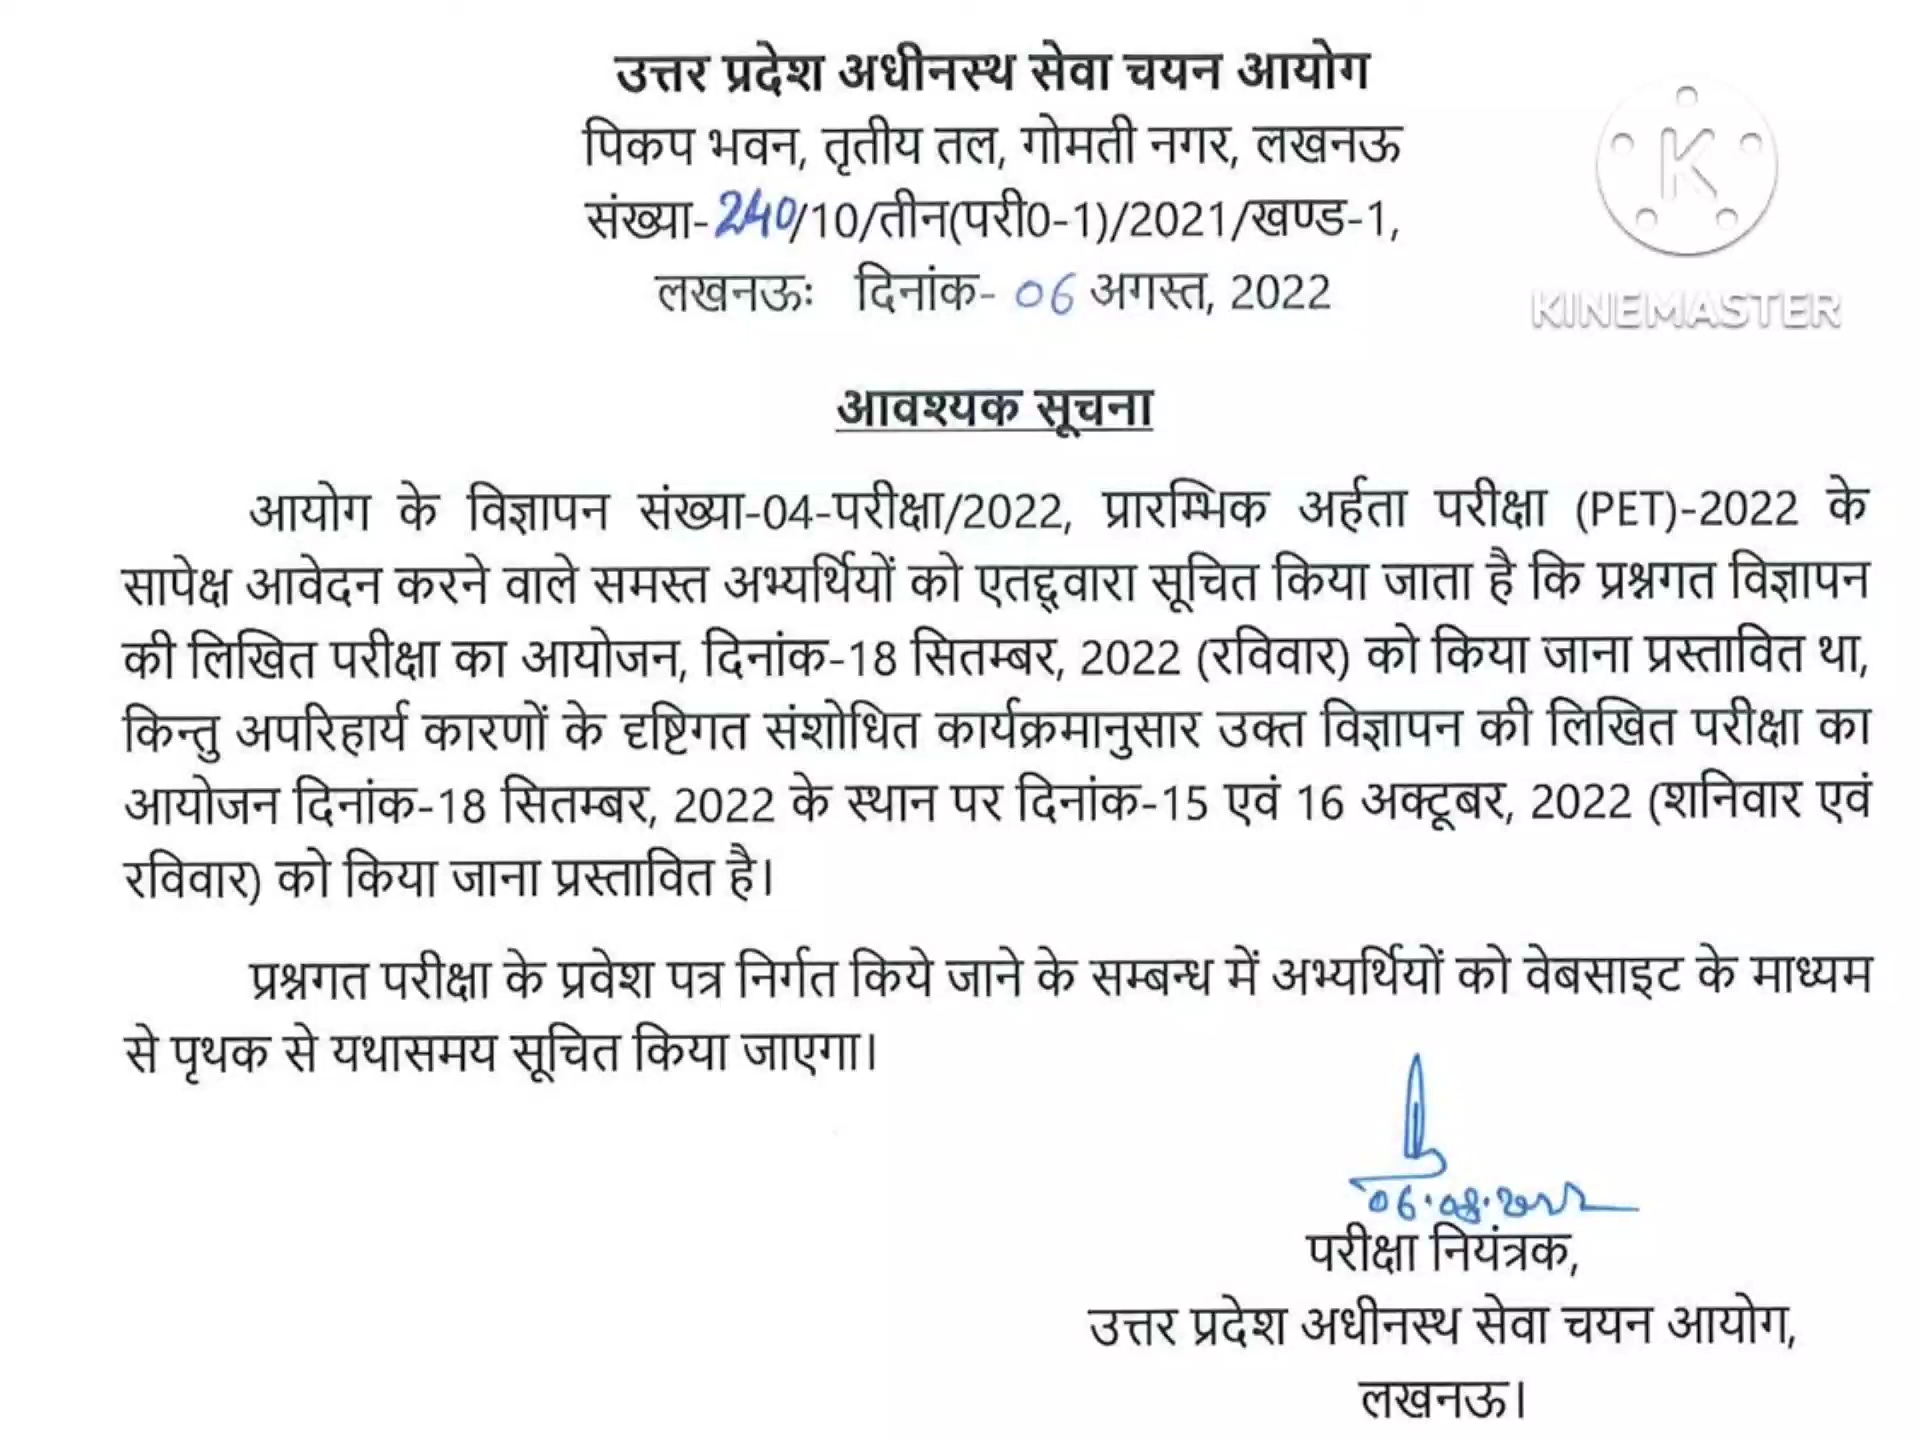 उत्तर प्रदेश अधीनस्थ सेवा चयन आयोग
पिकप भवन, तृतीय तल, गोमती नगर, लखनऊ
संख्या-240/10/तीन(परी0-1)/2021/खण्ड-1,
लखनऊः दिनांक- 06 अगस्त, 2022
K
KINEMASTER
आवश्यक सूचना
आयोग के विज्ञापन संख्या-04-परीक्षा/2022, प्रारम्भिक अर्हता परीक्षा (PET)-2022 के
सापेक्ष आवेदन करने वाले समस्त अभ्यर्थियों को एतद्द्वारा सूचित किया जाता है कि प्रश्नगत विज्ञापन
की लिखित परीक्षा का आयोजन, दिनांक-18 सितम्बर, 2022 (रविवार) को किया जाना प्रस्तावित था,
किन्तु अपरिहार्य कारणों के दृष्टिगत संशोधित कार्यक्रमानुसार उक्त विज्ञापन की लिखित परीक्षा का
आयोजन दिनांक-18 सितम्बर, 2022 के स्थान पर दिनांक-15 एवं 16 अक्टूबर, 2022 (शनिवार एवं
रविवार) को किया जाना प्रस्तावित है।
प्रश्नगत परीक्षा के प्रवेश पत्र निर्गत किये जाने के सम्बन्ध में अभ्यर्थियों को वेबसाइट के माध्यम
से पृथक से यथासमय सूचित किया जाएगा।
06.08.2022
परीक्षा नियंत्रक,
उत्तर प्रदेश अधीनस्थ सेवा चयन आयोग,
लखनऊ।